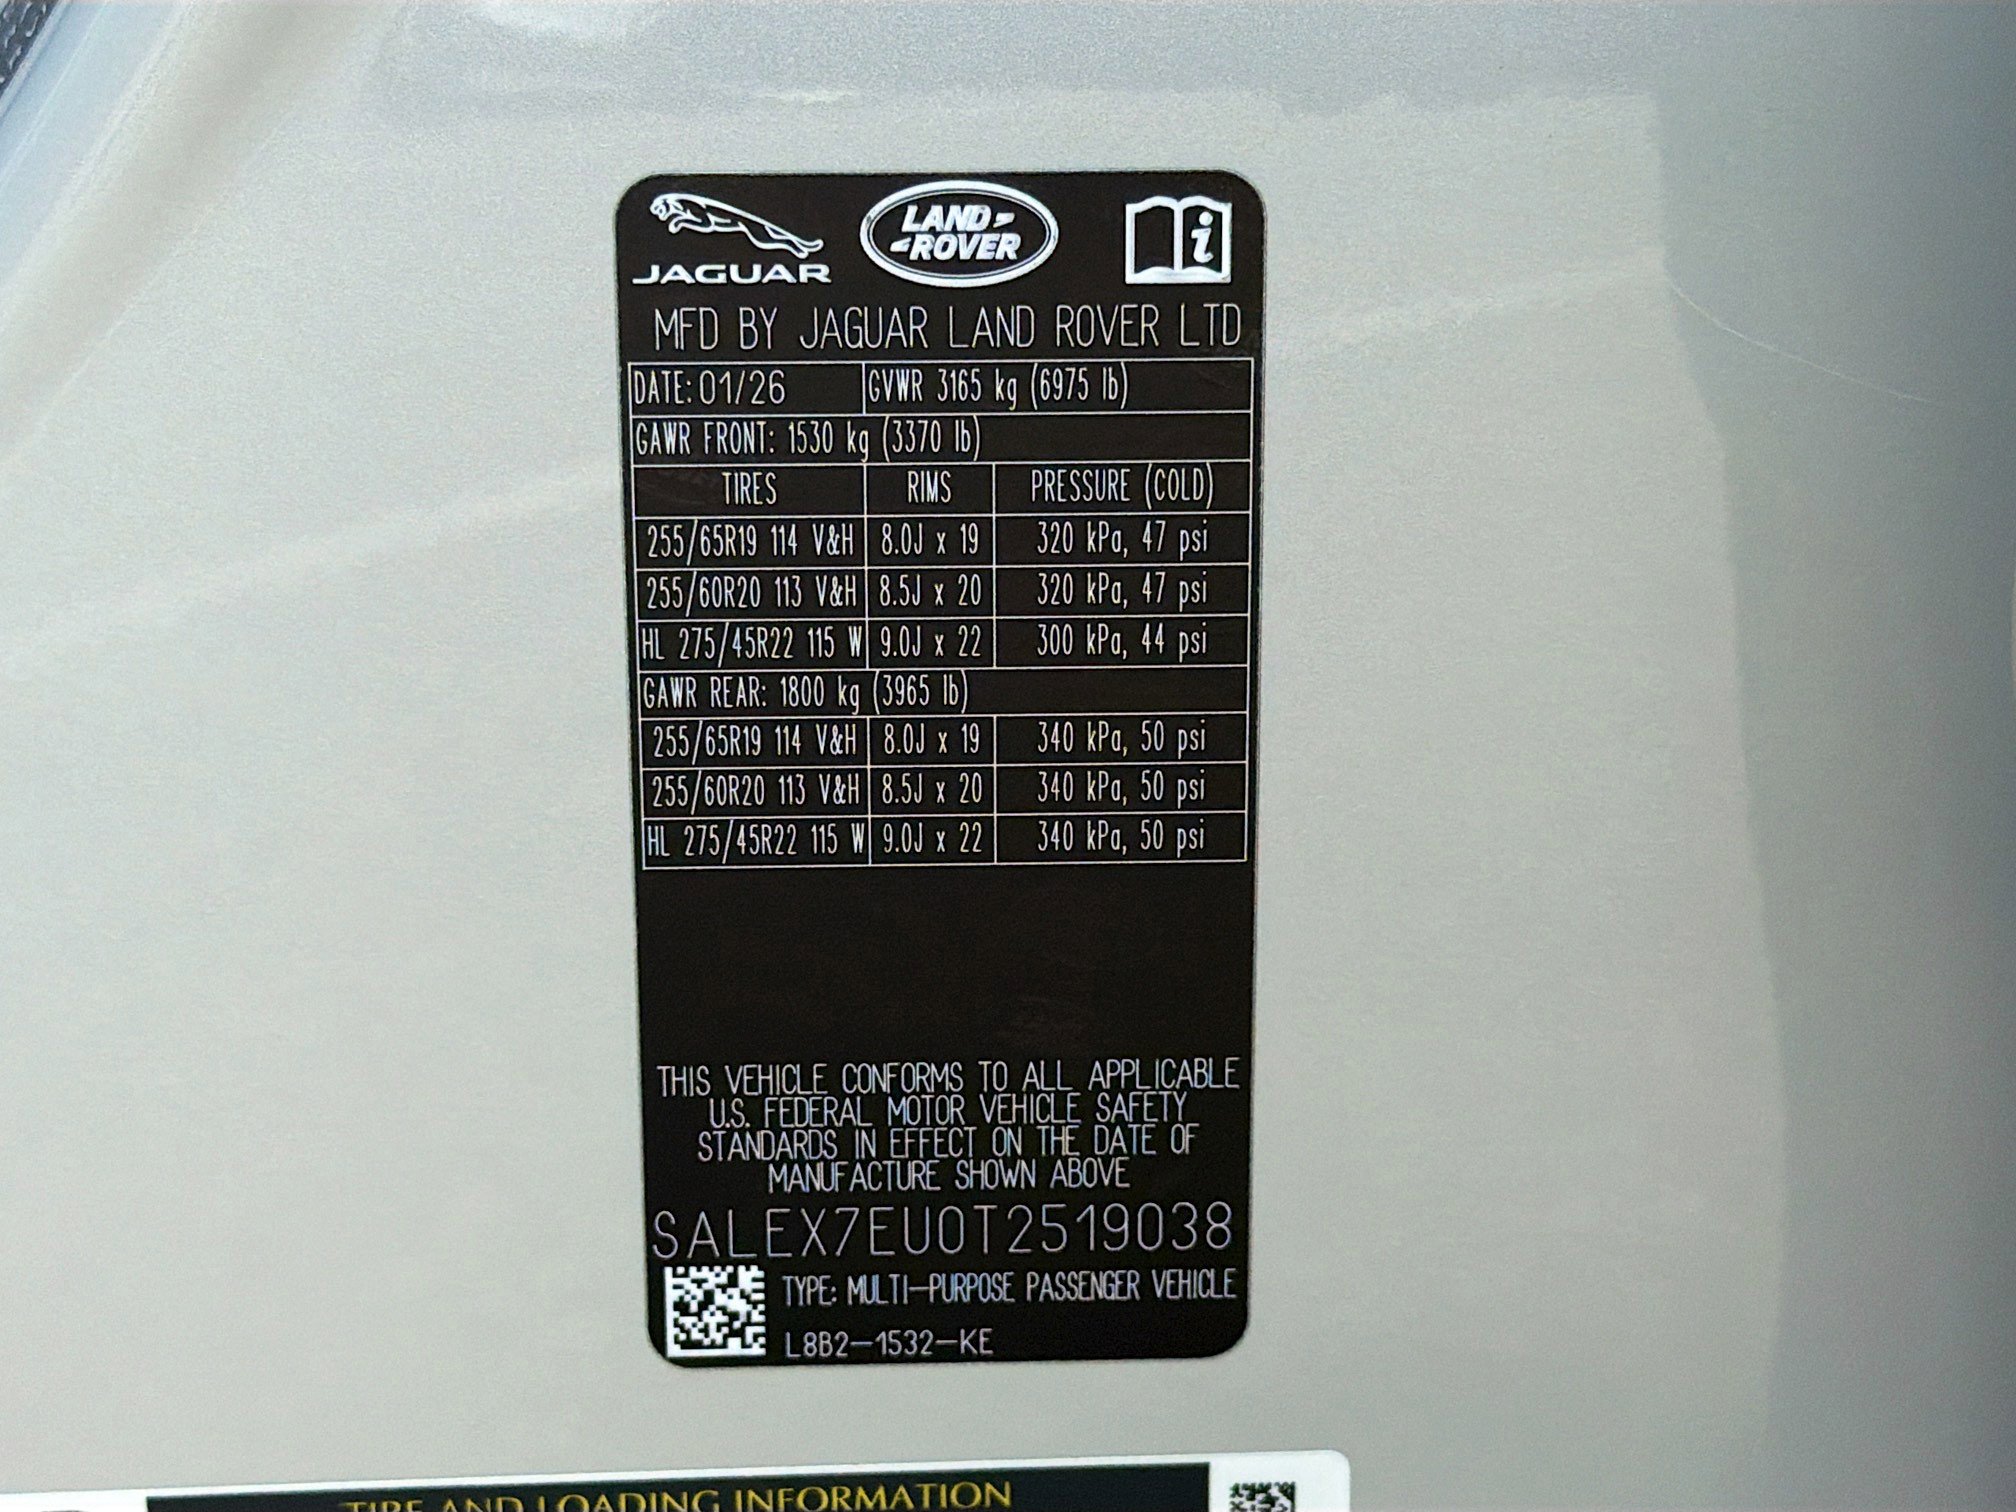 JAGUAR
LAND
ROVER
i
MFD BY JAGUAR LAND ROVER LTD
DATE: 01/26 GVWR 3165 kg (6975 lb)
GAWR FRONT: 1530 kg (3370 lb)
TIRES RIMS PRESSURE (COLD)
255/65R19 114 V&H 8.0J x 19 320 kPa, 47 psi
255/60R20 113 V&H 8.5J x 20 320 kPa, 47 psi
HL 275/45R22 115 W 9.0J x 22 300 kPa, 44 psi
GAWR REAR: 1800 kg (3965 lb)
255/65R19 114 V&H 8.0J x 19 340 kPa, 50 psi
255/60R20 113 V&H 8.5J x 20 340 kPa, 50 psi
HL 275/45R22 115 W 9.0J x 22 340 kPa, 50 psi
THIS VEHICLE CONFORMS TO ALL APPLICABLE
U.S. FEDERAL MOTOR VEHICLE SAFETY
STANDARDS IN EFFECT ON THE DATE OF
MANUFACTURE SHOWN ABOVE
SALEX7EU0T2519038
TYPE: MULTI-PURPOSE PASSENGER VEHICLE
L8B2-1532-KE
TIRE AND LOADING INFORMATION